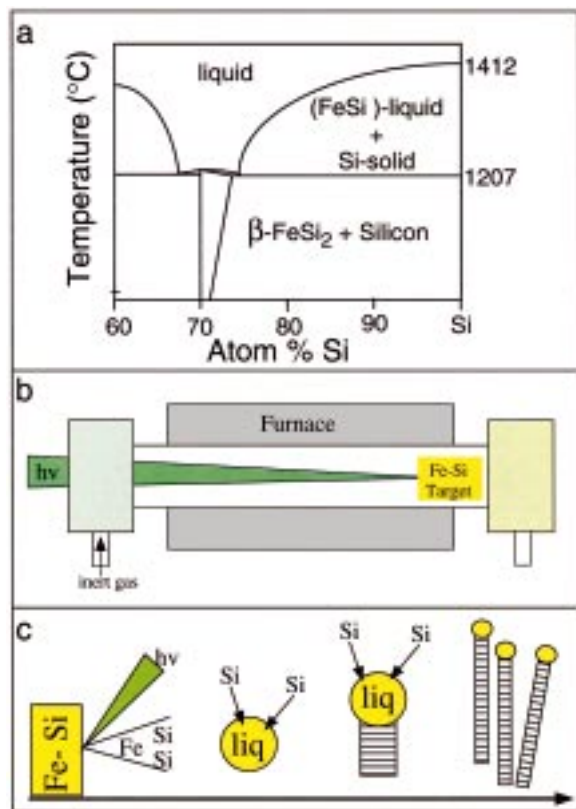 a
Temperature (°C)
liquid
1412
(FeSi )-liquid
+
Si-solid
1207
β-FeSi₂ + Silicon
60
70
80
90
Si
Atom % Si
b
Furnace
hν
Fe-Si
Target
inert gas
c
Fe- Si
hν
Fe
Si
Si
Si
Si
liq
Si
Si
liq